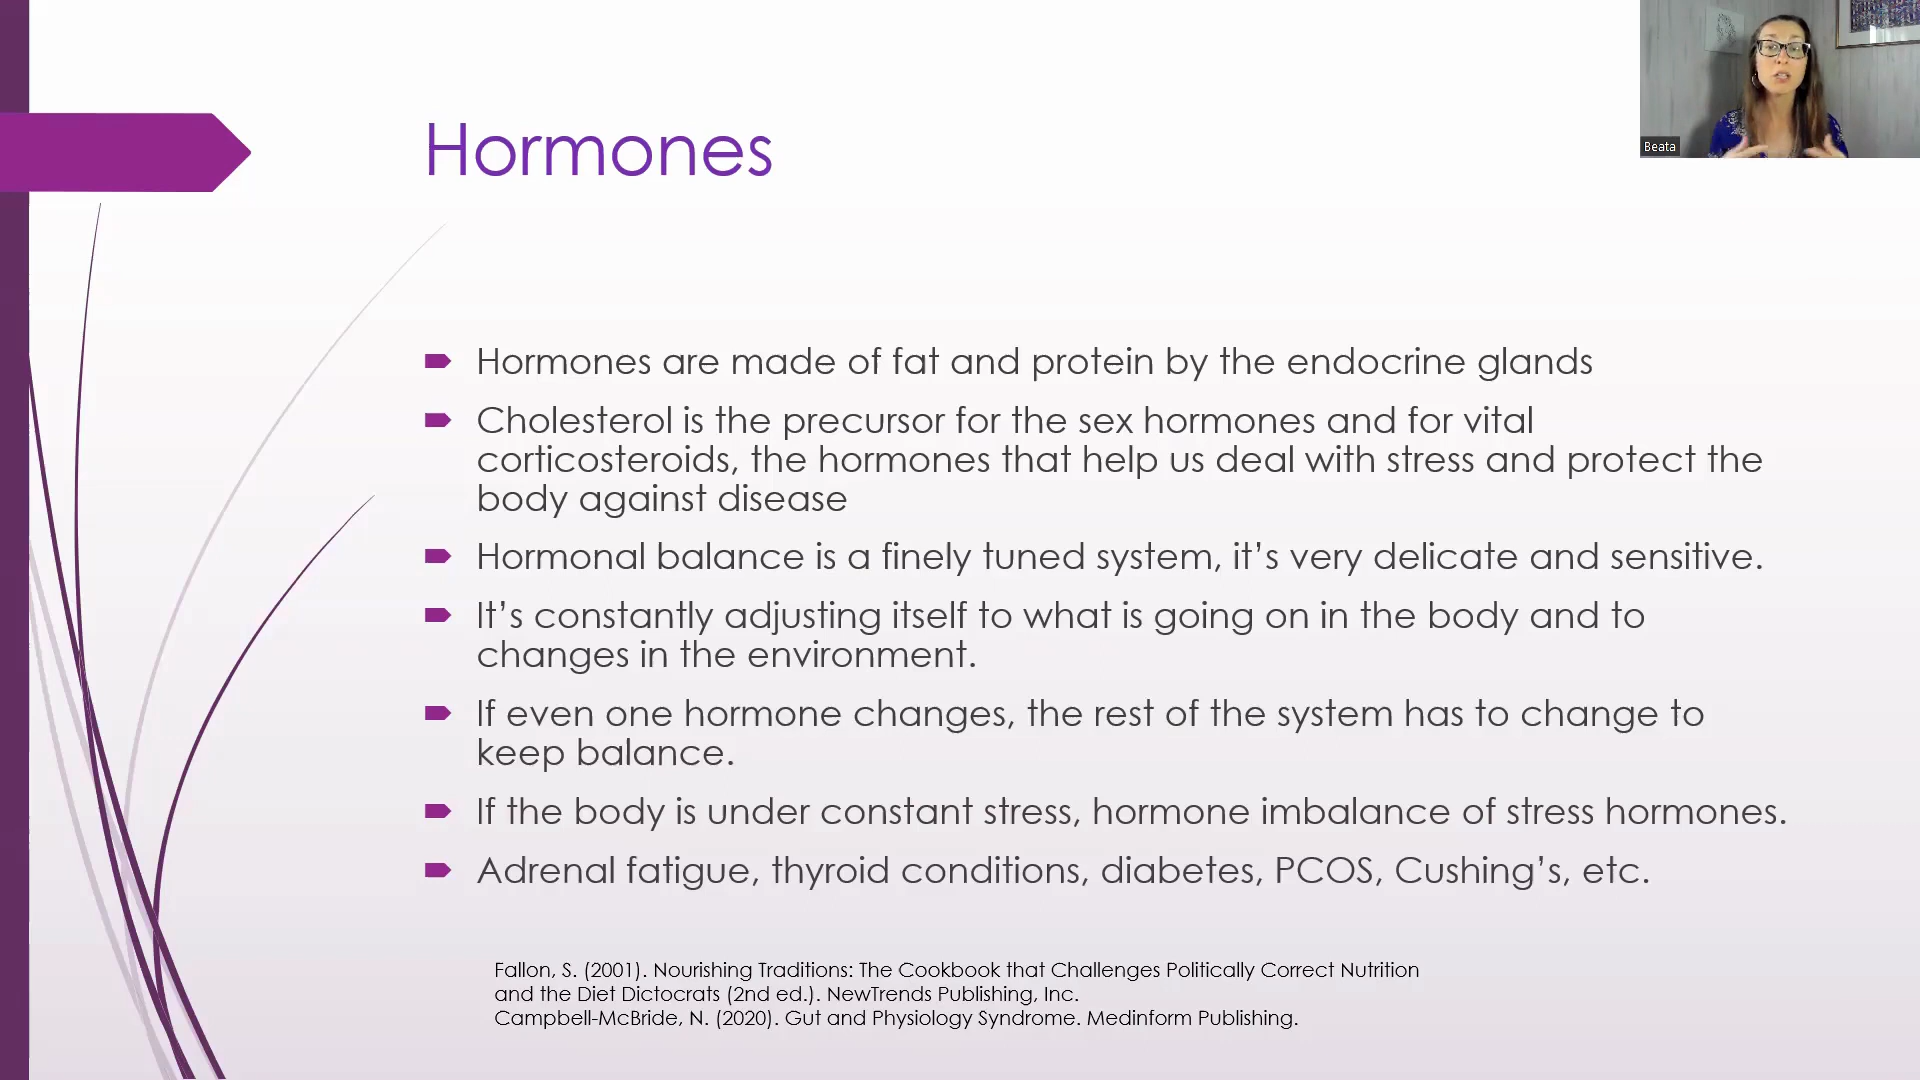 Beata
Hormones
Hormones are made of fat and protein by the endocrine glands
Cholesterol is the precursor for the sex hormones and for vital
corticosteroids, the hormones that help us deal with stress and protect the
body against disease
Hormonal balance is a finely tuned system, it’s very delicate and sensitive.
It’s constantly adjusting itself to what is going on in the body and to
changes in the environment.
If even one hormone changes, the rest of the system has to change to
keep balance.
If the body is under constant stress, hormone imbalance of stress hormones.
Adrenal fatigue, thyroid conditions, diabetes, PCOS, Cushing’s, etc.
Fallon, S. (2001). Nourishing Traditions: The Cookbook that Challenges Politically Correct Nutrition
and the Diet Dictocrats (2nd ed.). NewTrends Publishing, Inc.
Campbell-McBride, N. (2020). Gut and Physiology Syndrome. Medinform Publishing.